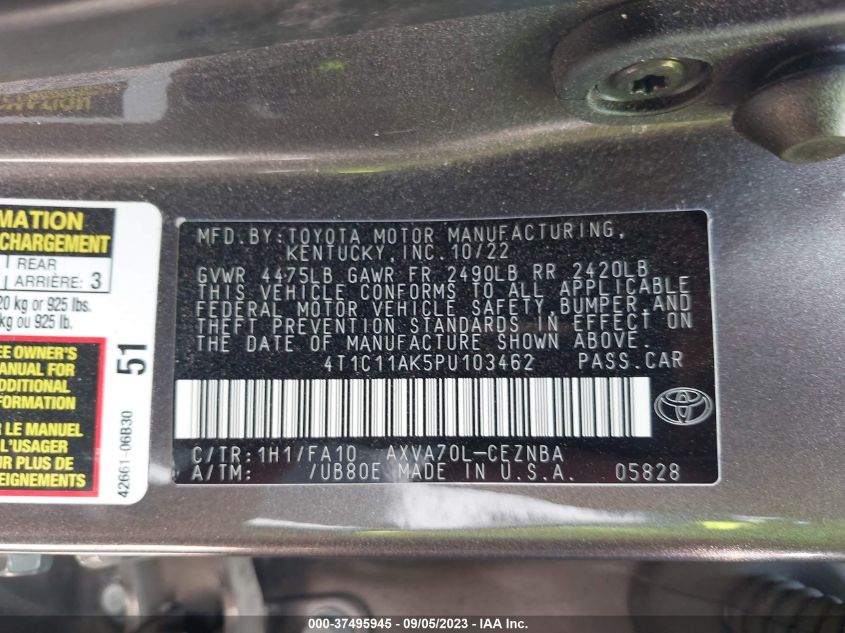 MATION
CHARGEMENT
REAR
ARRIÈRE: 3
20 kg or 925 lbs.
kg ou 925 lb.
EE OWNER'S
MANUAL FOR
ADDITIONAL
FORMATION
R LE MANUEL
L'USAGER
UR PLUS DE
SEIGNEMENTS
51
42661-06B30
MFD.BY:TOYOTA MOTOR MANUFACTURING,
KENTUCKY, INC.10/22
GVWR 4475LB GAWR FR 2490LB RR 2420LB
THIS VEHICLE CONFORMS TO ALL APPLICABLE
FEDERAL MOTOR VEHICLE SAFETY, BUMPER, AND
THEFT PREVENTION STANDARDS IN EFFECT ON
THE DATE OF MANUFACTURE SHOWN ABOVE.
4T1C11AK5PU103462 PASS.CAR
C/TR:1H1/FA10 AXVA70L-CEZNBA
A/TM: /UB80E MADE IN U.S.A. 05828
000-37495945 - 09/05/2023 - COPYRIGHT IAA, LLC